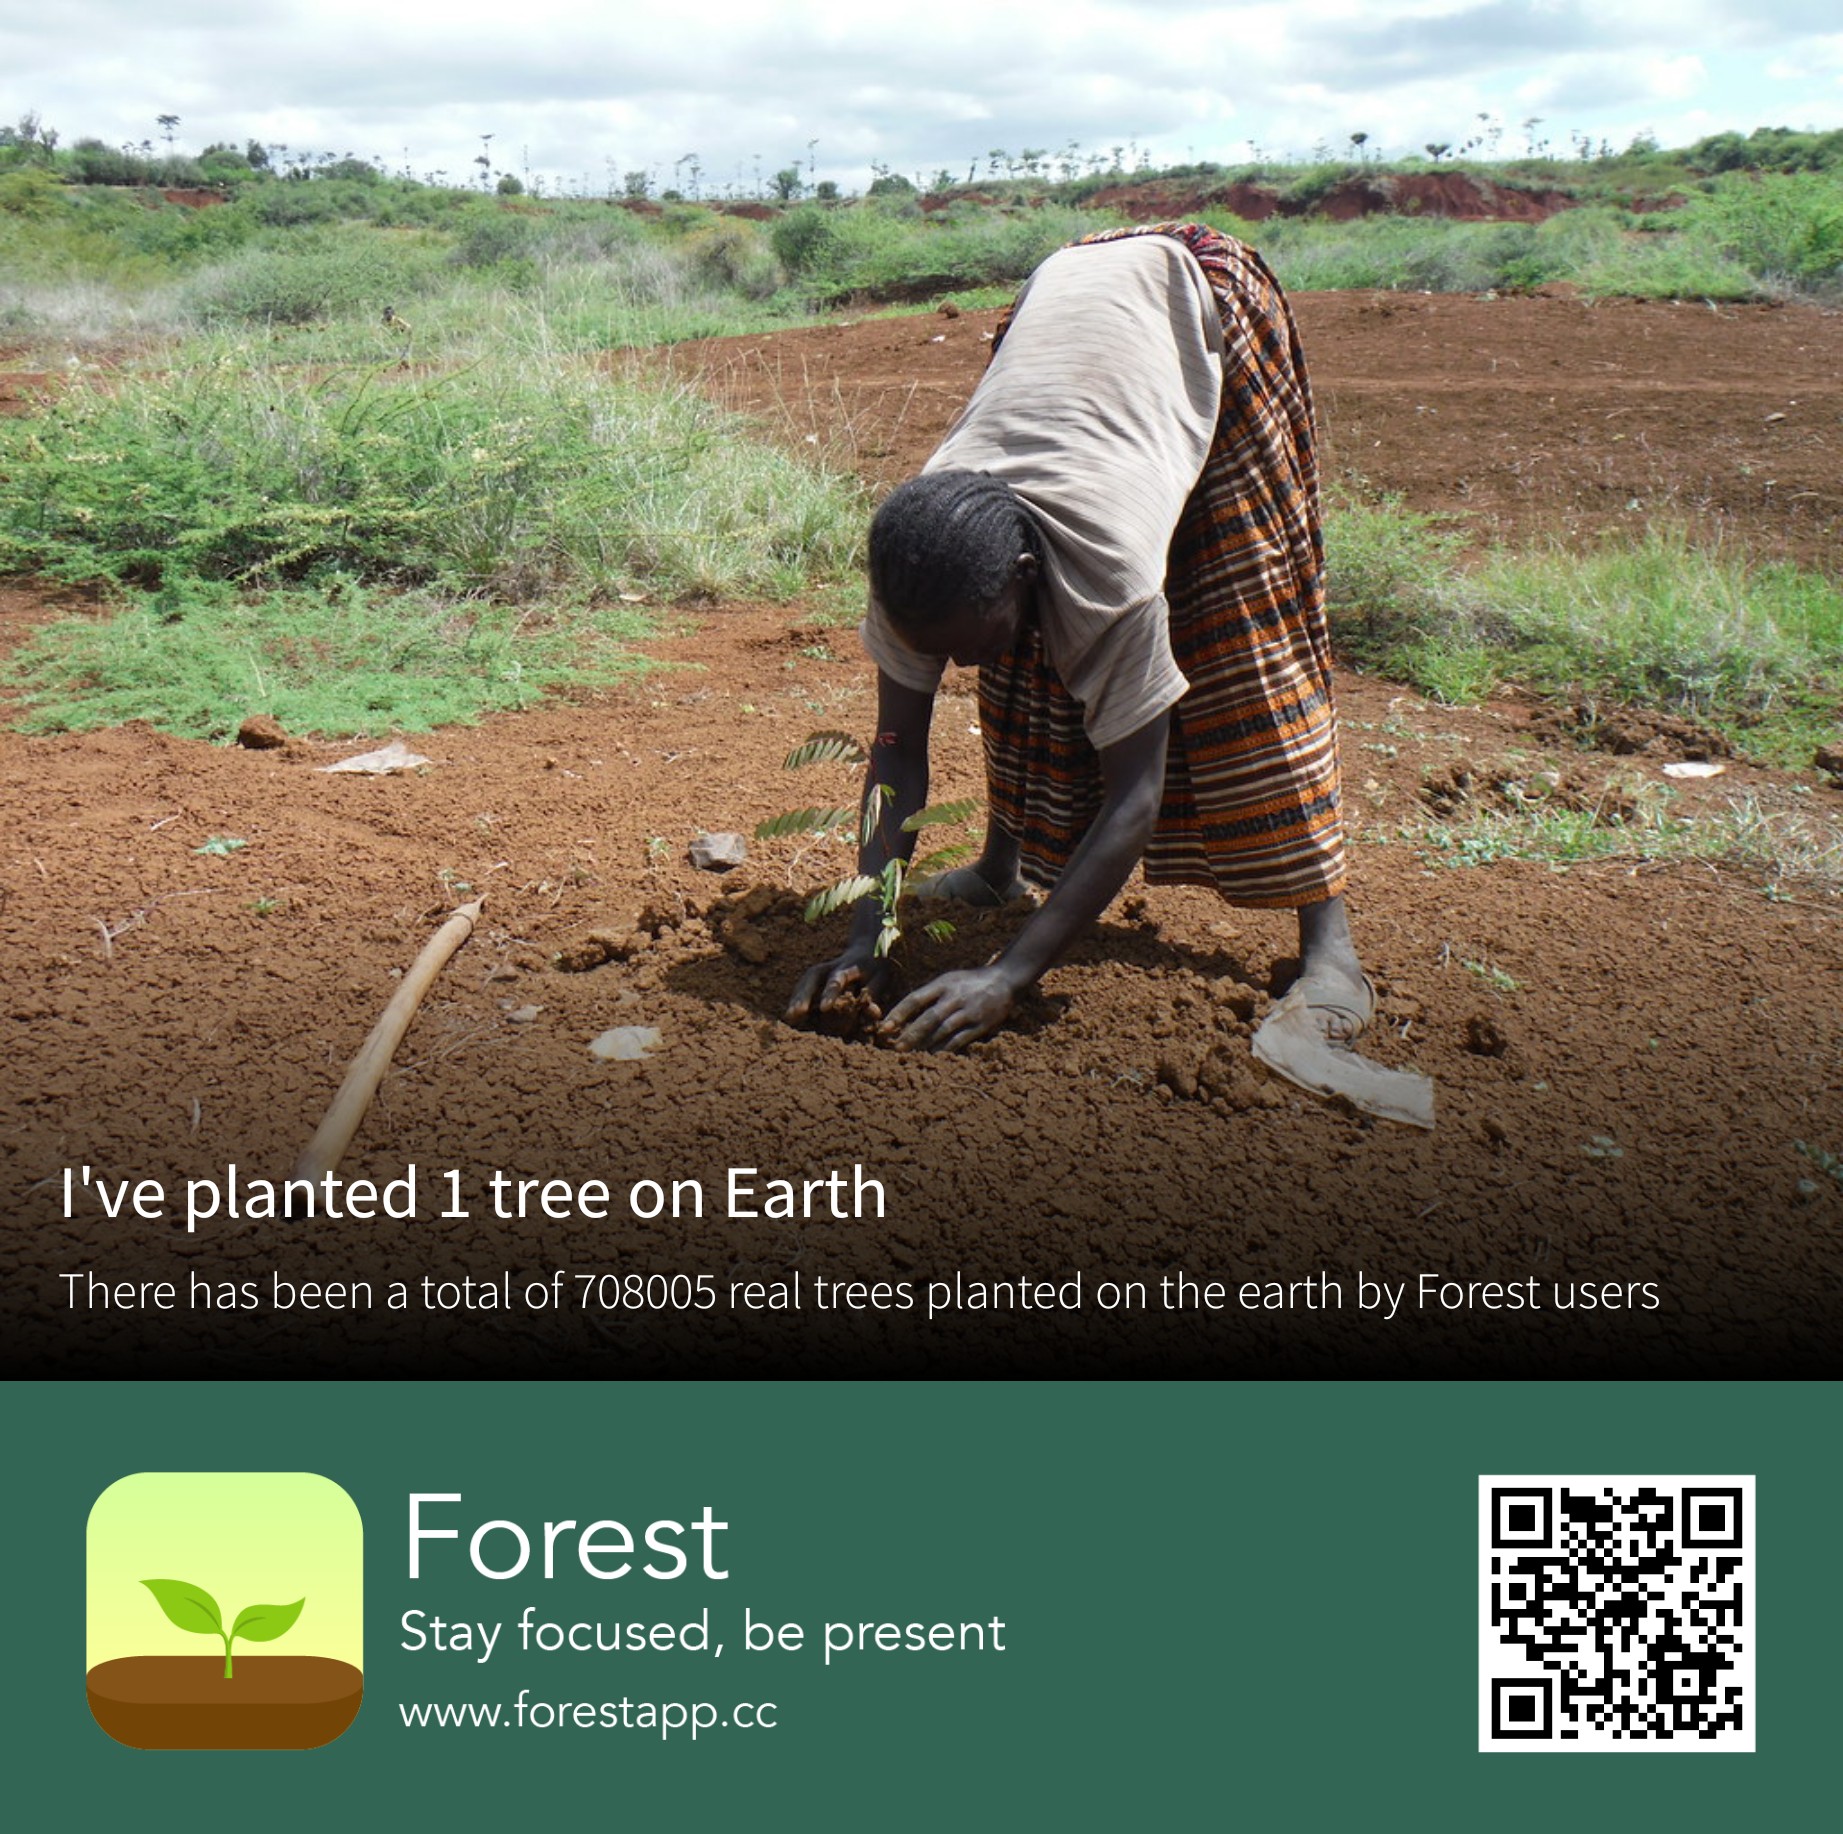 I've planted 1 tree on Earth
There has been a total of 708005 real trees planted on the earth by Forest users
Forest
Stay focused, be present
www.forestapp.cc